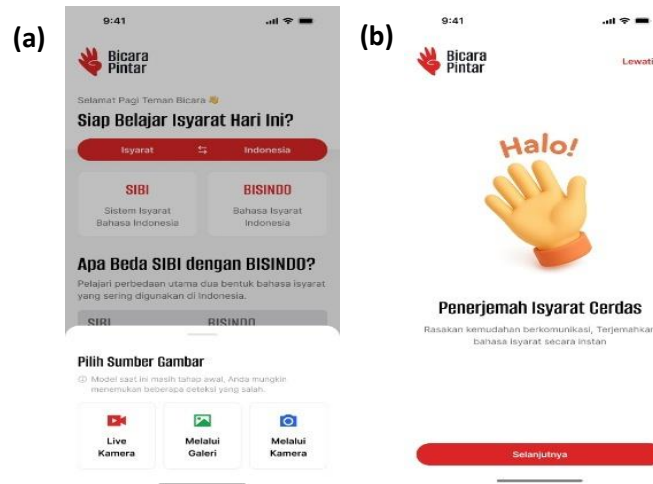 (a)
9:41
Bicara
Pintar
Selamat Pagi Teman Bicara 👋
Siap Belajar Isyarat Hari Ini?
Isyarat Indonesia
SIBI
Sistem Isyarat
Bahasa Indonesia
BISINDO
Bahasa Isyarat
Indonesia
Apa Beda SIBI dengan BISINDO?
Pelajari perbedaan utama dua bentuk bahasa isyarat
yang sering digunakan di Indonesia.
SIBI BISINDO
Pilih Sumber Gambar
Model saat ini masih tahap awal, Anda mungkin
menemukan beberapa deteksi yang salah.
Live
Kamera
Melalui
Galeri
Melalui
Kamera
(b)
9:41
Bicara
Pintar
Lewati
Halo!
Penerjemah Isyarat Cerdas
Rasakan kemudahan berkomunikasi, Terjemahkan
bahasa isyarat secara instan
Selanjutnya